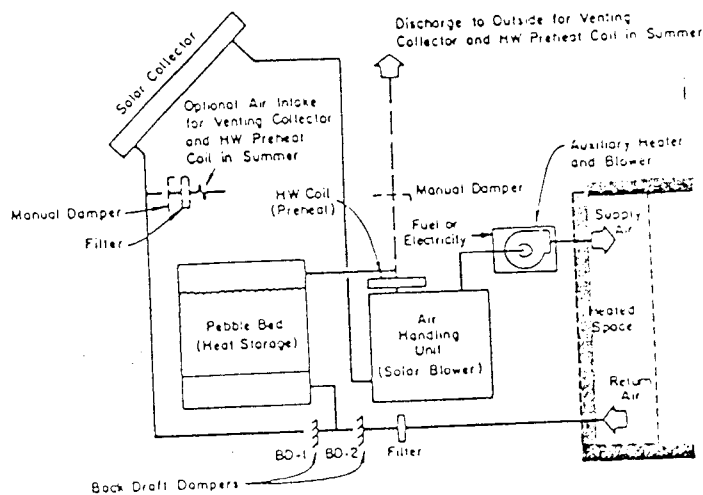 Discharge to Outside for Venting
Collector and HW Preheat Coil in Summer
Solar Collector
Optional Air Intake
for Venting Collector
and HW Preheat
Coil in Summer
Auxiliary Heater
and Blower
Manual Damper
Filter
HW Coil
(Preheat)
Manual Damper
Fuel or
Electricity
Supply
Air
Pebble Bed
(Heat Storage)
Air
Handling
Unit
(Solar Blower)
Heated
Space
Return
Air
BD-1
BD-2
Filter
Back Draft Dampers